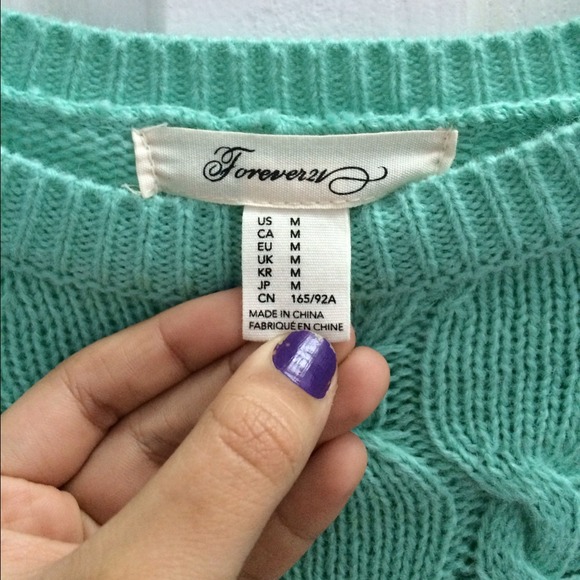 Forever21
US M
CA M
EU M
UK M
KR M
JP M
CN 165/92A
MADE IN CHINA
FABRIQUÉ EN CHINE